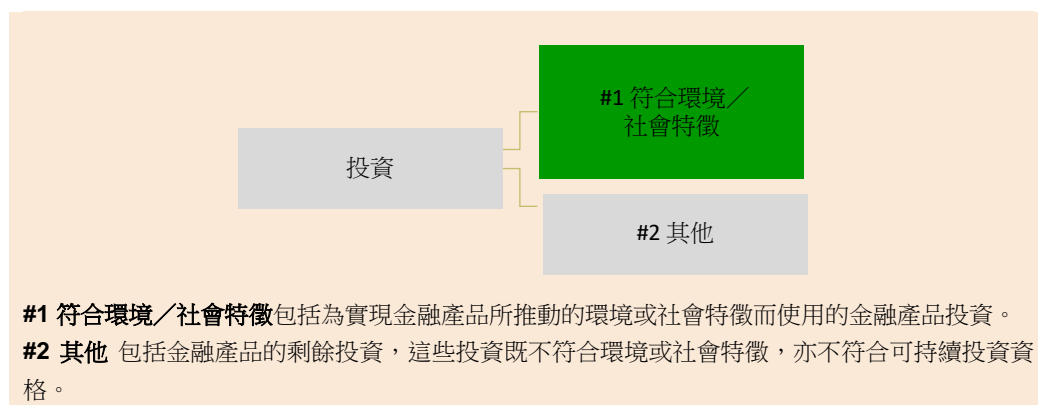 #1 符合環境／
社會特徵
投資
#2 其他
#1 符合環境／社會特徵包括為實現金融產品所推動的環境或社會特徵而使用的金融產品投資。
#2 其他 包括金融產品的剩餘投資，這些投資既不符合環境或社會特徵，亦不符合可持續投資資
格。